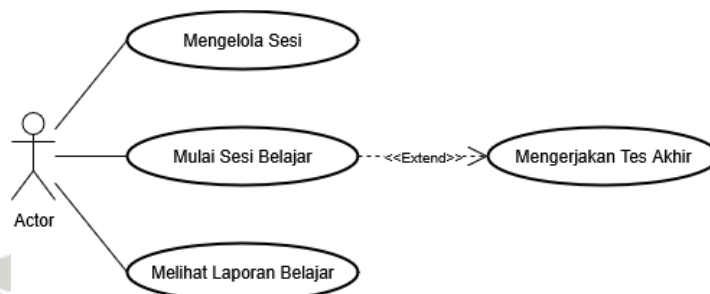 Mengelola Sesi
Mulai Sesi Belajar
<<Extend>>
Mengerjakan Tes Akhir
Actor
Melihat Laporan Belajar